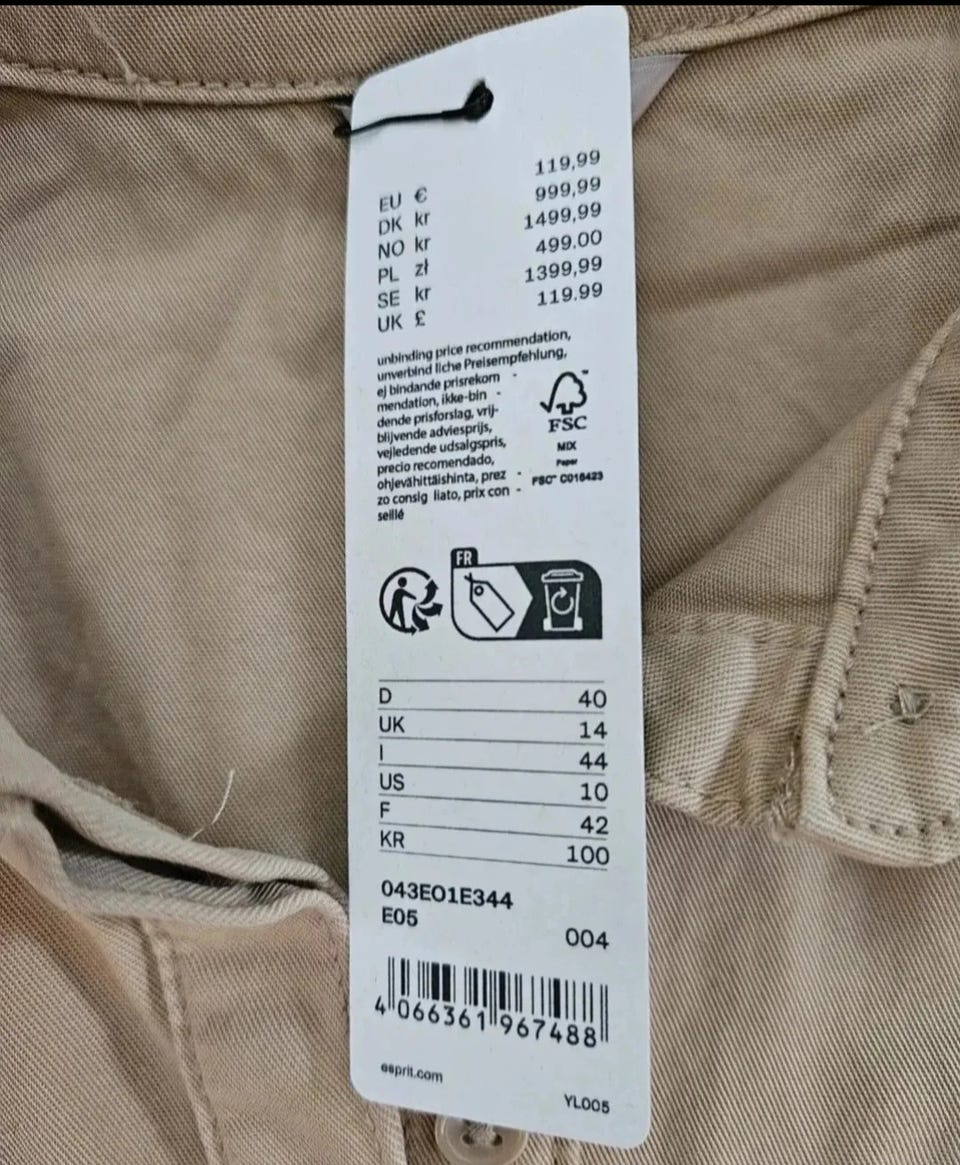 EU € 119,99
DK kr 999,99
NO kr 1499,99
PL zł 499.00
SE kr 1399,99
UK £ 119.99
unbinding price recommendation,
unverbind liche Preisempfehlung,
ej bindande prisrekom -
mendation, ikke-bin -
dende prisforslag, vrij-
blijvende adviesprijs,
vejledende udsalgspris,
precio recomendado,
ohjevähittäishinta, prez -
zo consig liato, prix con -
seillé
FSC™
MIX
Paper
FSC™ C016423
FR
D 40
UK 14
I 44
US 10
F 42
KR 100
043EO1E344
E05
004
4 066361 967488
esprit.com
YL005